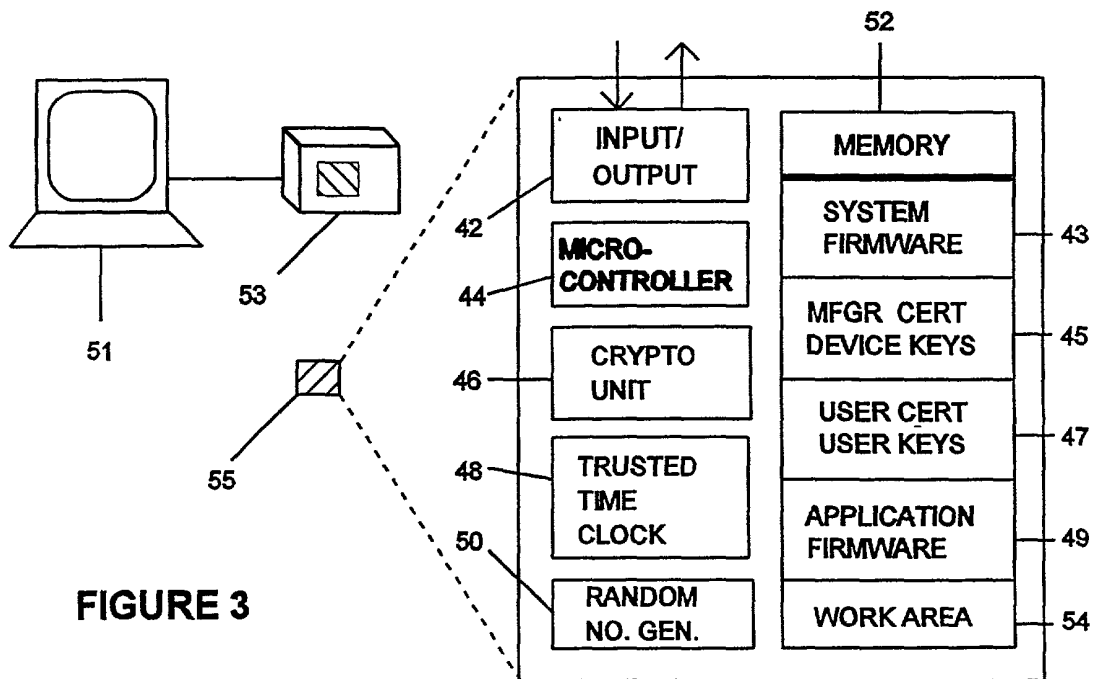 52
INPUT/
OUTPUT
MEMORY
42
SYSTEM
FIRMWARE
43
MICRO-
CONTROLLER
44
53
51
MFGR CERT
DEVICE KEYS
45
CRYPTO
UNIT
46
USER CERT
USER KEYS
47
55
TRUSTED
TIME
CLOCK
48
APPLICATION
FIRMWARE
49
50
RANDOM
NO. GEN.
WORK AREA
54
FIGURE 3